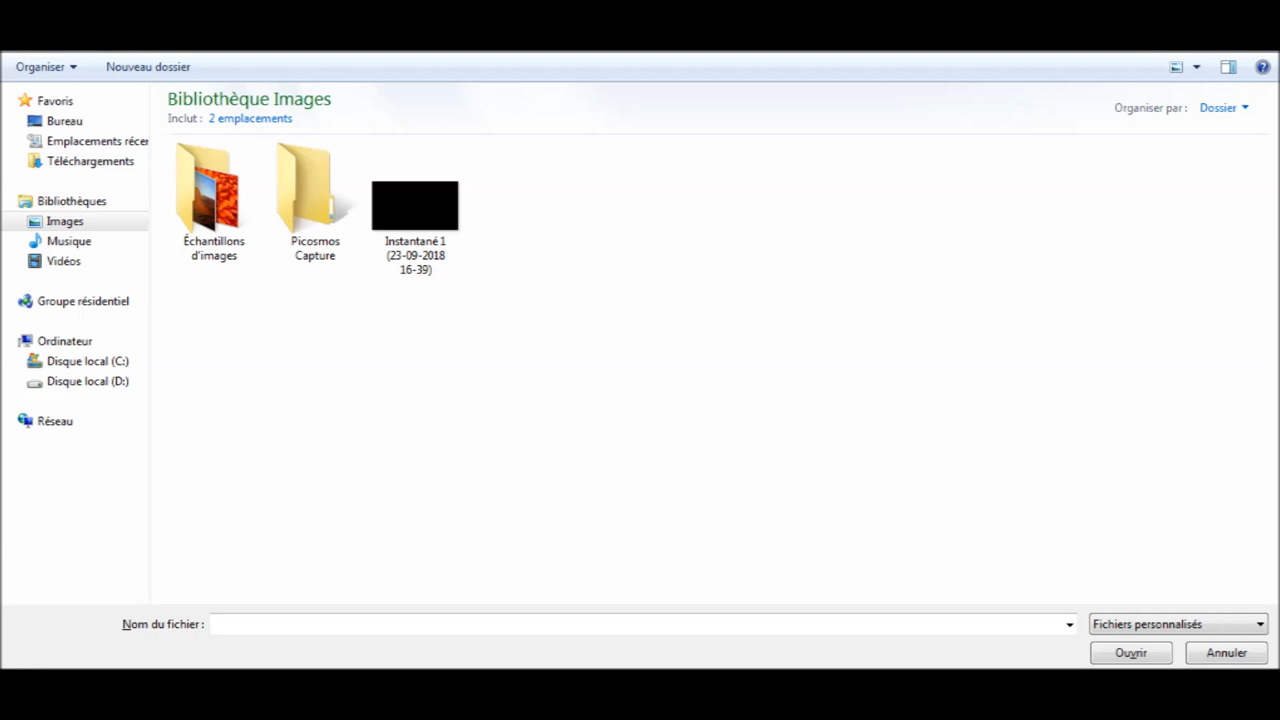 Organiser
Nouveau dossier
Favoris
Bureau
Emplacements récer
Téléchargements
Bibliothèques
Images
Musique
Vidéos
Groupe résidentiel
Ordinateur
Disque local (C:)
Disque local (D:)
Réseau
Bibliothèque Images
Inclut : 2 emplacements
Organiser par : Dossier
Échantillons
d'images
Picosmos
Capture
Instantané 1
(23-09-2018
16-39)
Nom du fichier :
Fichiers personnalisés
Ouvrir
Annuler